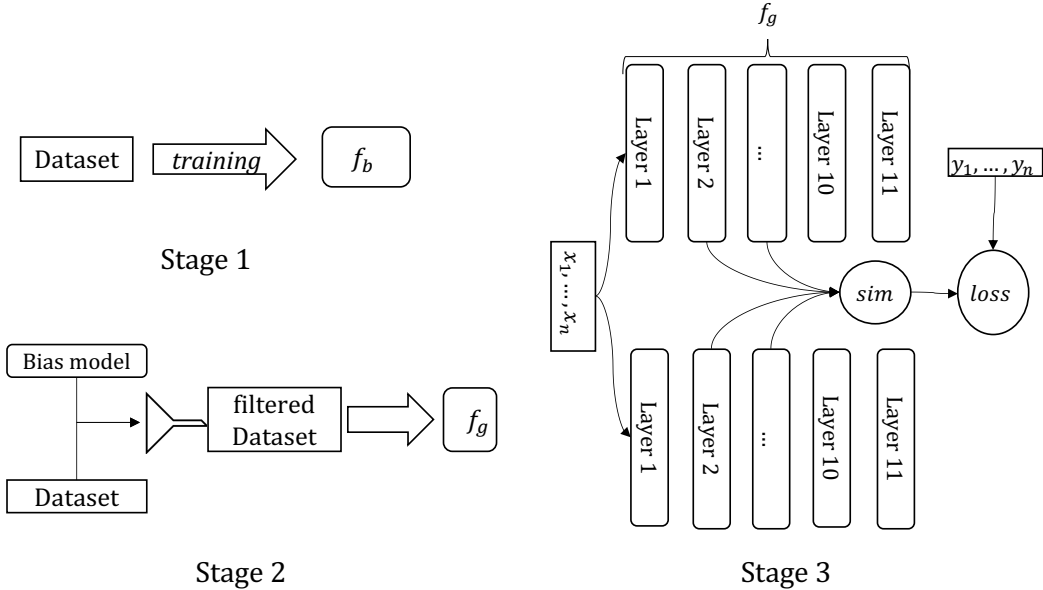 Dataset
training
f_b
Stage 1
Bias model
Dataset
filtered
Dataset
f_g
Stage 2
f_g
Layer 1
Layer 2
...
Layer 10
Layer 11
x_1, ..., x_n
y_1, ..., y_n
sim
loss
Layer 1
Layer 2
...
Layer 10
Layer 11
Stage 3